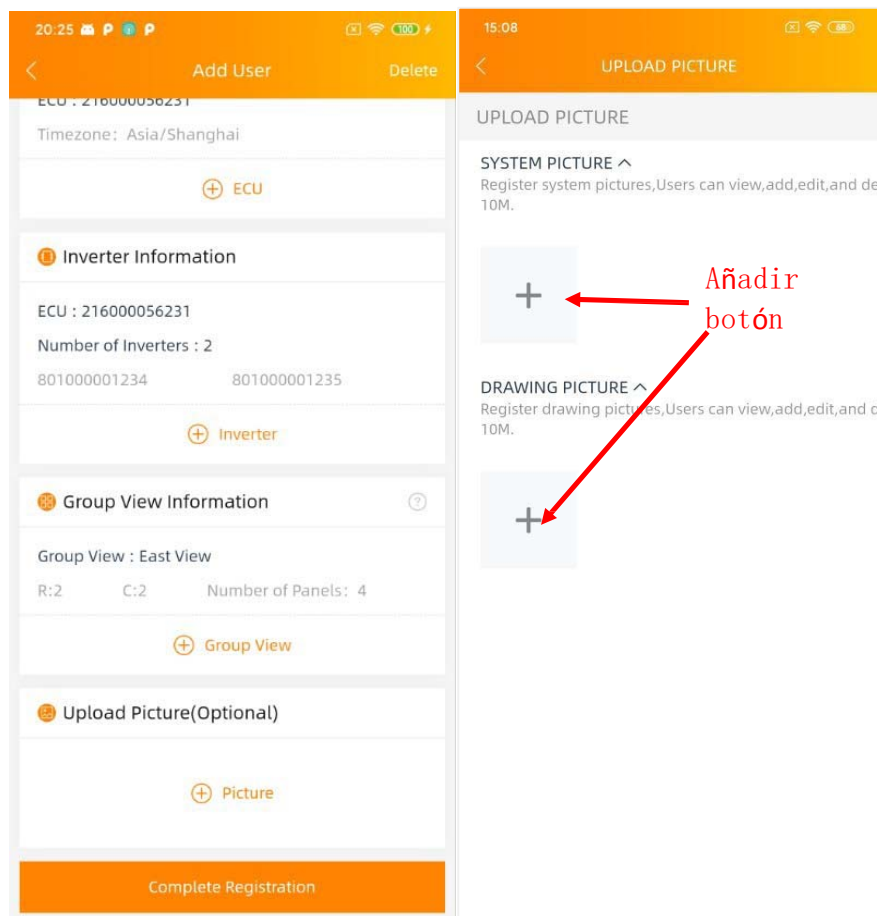 20:25 P P 100
Add User Delete
ECU : 216000056231
Timezone: Asia/Shanghai
ECU
Inverter Information
ECU : 216000056231
Number of Inverters : 2
801000001234 801000001235
Inverter
Group View Information ?
Group View : East View
R:2 C:2 Number of Panels: 4
Group View
Upload Picture(Optional)
Picture
Complete Registration
15:08 68
UPLOAD PICTURE
UPLOAD PICTURE
SYSTEM PICTURE
Register system pictures,Users can view,add,edit,and de
10M.
Añadir
botón
DRAWING PICTURE
Register drawing pictures,Users can view,add,edit,and d
10M.